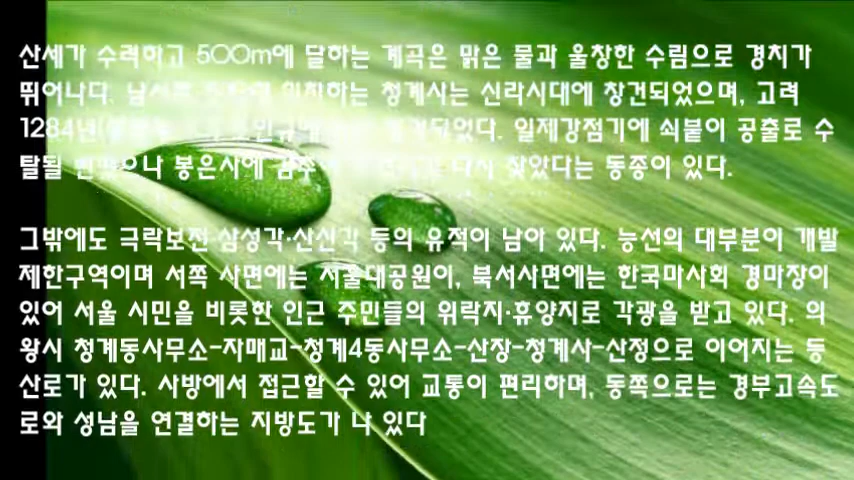 산세가 수려하고 500m에 달하는 계곡은 맑은 물과 울창한 수림으로 경치가
뛰어나다. 남서쪽 위치하는 청계사는 신라시대에 창건되었으며, 고려
1284년 되었다. 일제강점기에 쇠붙이 공출로 수
탈될 뻔했으나 봉은사에 다시 찾았다는 동종이 있다.
그밖에도 극락보전·삼성각·산신각 등의 유적이 남아 있다. 능선의 대부분이 개발
제한구역이며 서쪽 사면에는 서울대공원이, 북서사면에는 한국마사회 경마장이
있어 서울 시민을 비롯한 인근 주민들의 위락지·휴양지로 각광을 받고 있다. 의
왕시 청계동사무소-자매교-청계4동사무소-산장-청계사-산정으로 이어지는 등
산로가 있다. 사방에서 접근할 수 있어 교통이 편리하며, 동쪽으로는 경부고속도
로와 성남을 연결하는 지방도가 나 있다